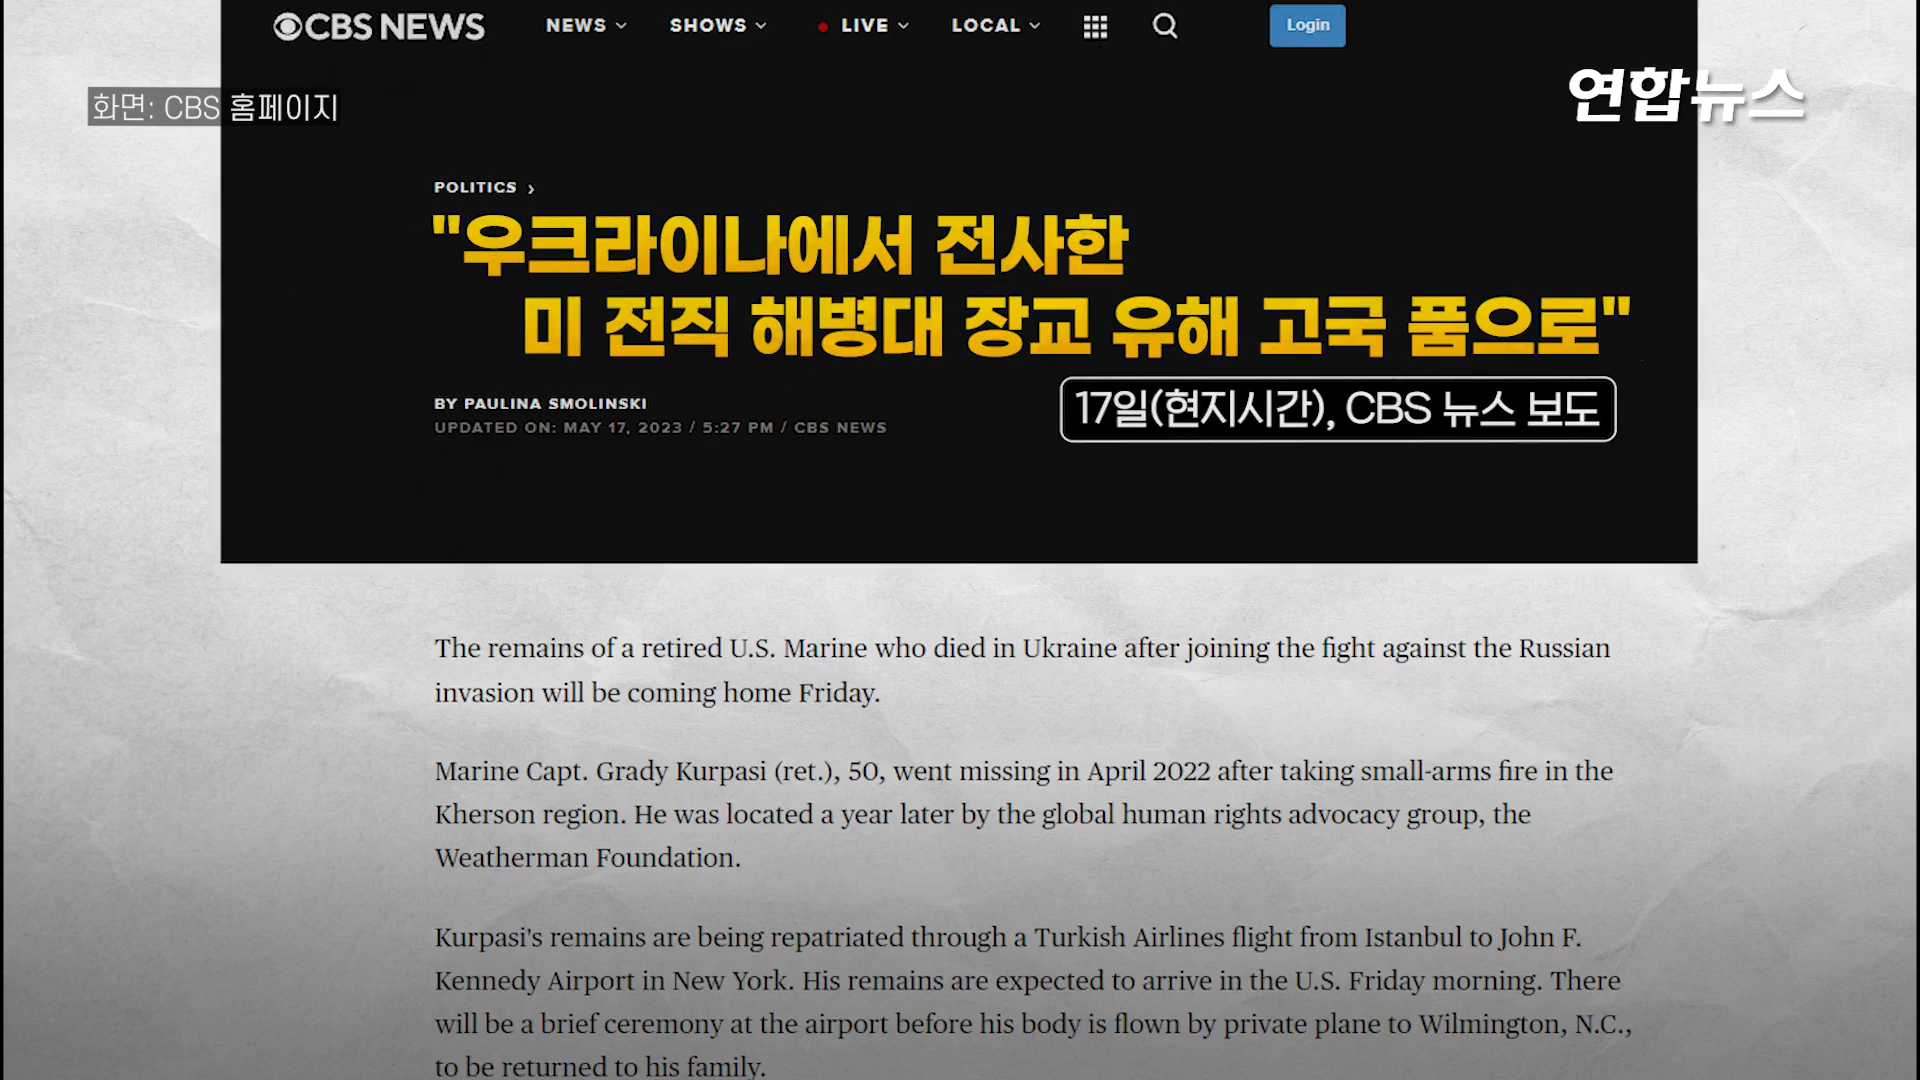 CBS NEWS
NEWS
SHOWS
LIVE
LOCAL
Login
화면: CBS 홈페이지
연합뉴스
POLITICS
"우크라이나에서 전사한
미 전직 해병대 장교 유해 고국 품으로"
BY PAULINA SMOLINSKI
UPDATED ON: MAY 17, 2023 / 5:27 PM / CBS NEWS
17일(현지시간), CBS 뉴스 보도
The remains of a retired U.S. Marine who died in Ukraine after joining the fight against the Russian
invasion will be coming home Friday.
Marine Capt. Grady Kurpasi (ret.), 50, went missing in April 2022 after taking small-arms fire in the
Kherson region. He was located a year later by the global human rights advocacy group, the
Weatherman Foundation.
Kurpasi's remains are being repatriated through a Turkish Airlines flight from Istanbul to John F.
Kennedy Airport in New York. His remains are expected to arrive in the U.S. Friday morning. There
will be a brief ceremony at the airport before his body is flown by private plane to Wilmington, N.C.,
to be returned to his family.